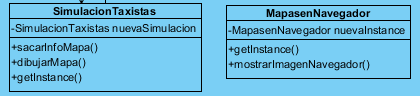 SimulacionTaxistas
-SimulacionTaxistas nuevaSimulacion
+sacarInfoMapa()
+dibujarMapa()
+getInstance()
MapasenNavegador
-MapasenNavegador nuevaInstance
+getInstance()
+mostrarImagenNavegador()